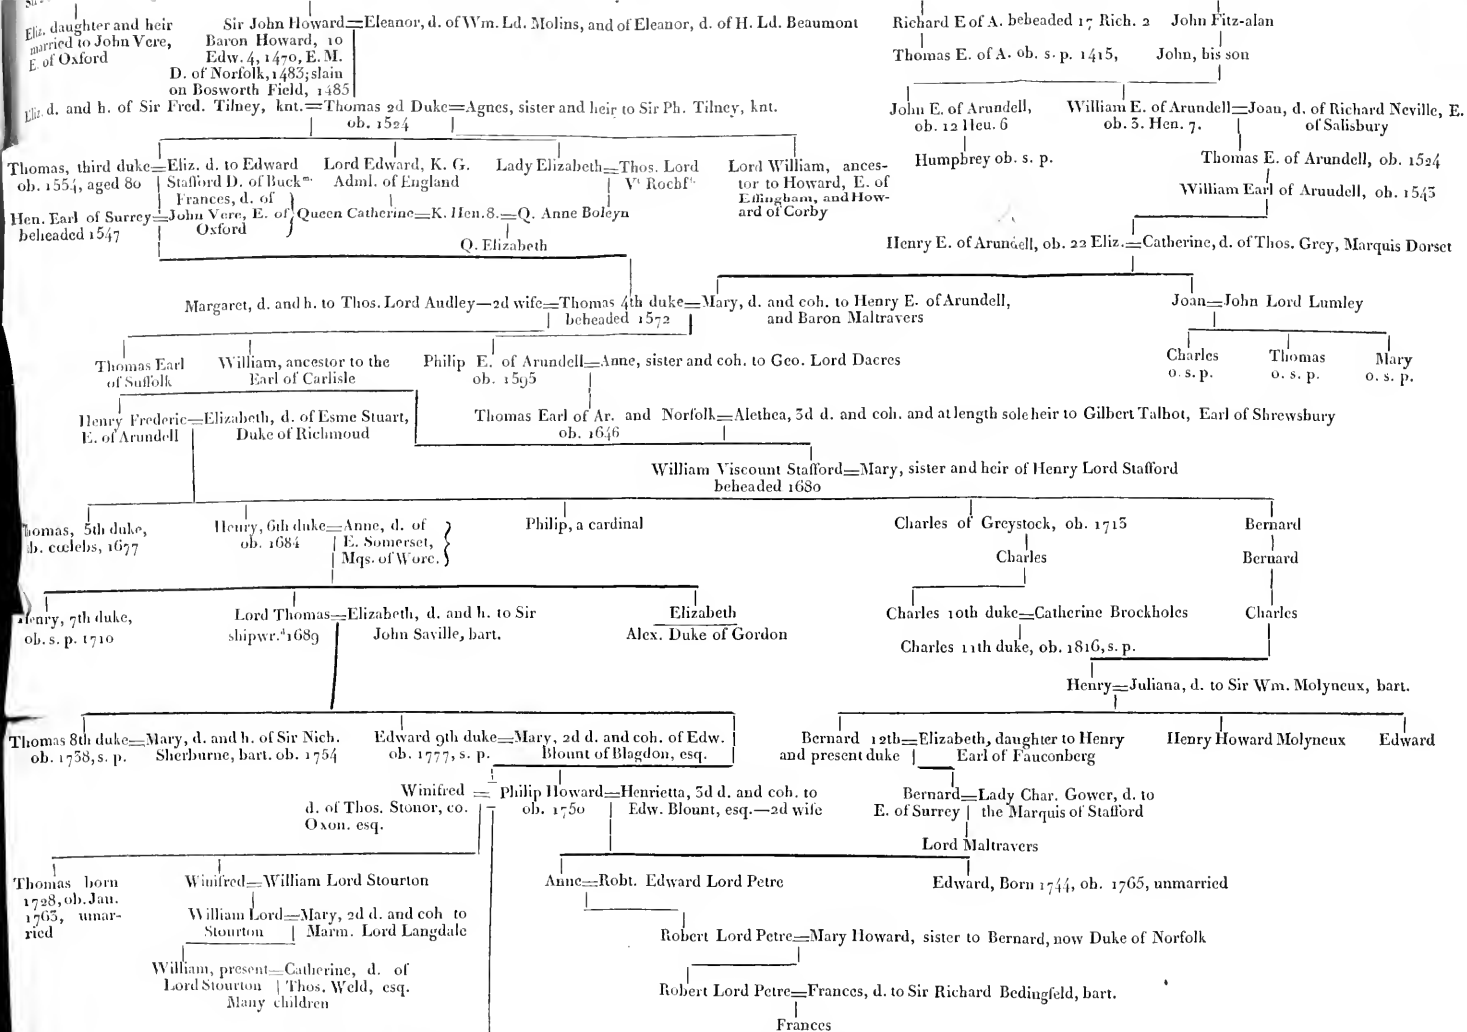 Eliz. daughter and heir
married to John Vere,
E. of Oxford
Sir John Howard=Eleanor, d. of Wm. Ld. Molins, and of Eleanor, d. of H. Ld. Beaumont
Baron Howard, 10
Edw. 4, 1470, E. M.
D. of Norfolk, 1483; slain
on Bosworth Field, 1485
Richard E of A. bebeaded 17 Rich. 2
John Fitz-alan
Thomas E. of A. ob. s. p. 1415,
John, his son
Eliz. d. and h. of Sir Fred. Tilney, knt.=Thomas 2d Duke=Agnes, sister and heir to Sir Ph. Tilney, knt.
ob. 1524
John E. of Arundell,
ob. 12 Heu. 6
William E. of Arundell=Joan, d. of Richard Neville, E.
ob. 3. Hen. 7.
of Salisbury
Thomas, third duke=Eliz. d. to Edward
ob. 1554, aged 80
Stafford D. of Buckm.
Lord Edward, K. G.
Adml. of England
Lady Elizabeth=Thos. Lord
Vt Rochf
Lord William, ances-
tor to Howard, E. of
Effingham, and How-
ard of Corby
Humphrey ob. s. p.
Thomas E. of Arundell, ob. 1524
William Earl of Aruudell, ob. 1543
Hen. Earl of Surrey=Frances, d. of
John Vere, E. of
Oxford
beheaded 1547
Queen Catherine=K. Hen. 8.=Q. Anne Boleyn
Q. Elizabeth
Henry E. of Arundell, ob. 22 Eliz.=Catherine, d. of Thos. Grey, Marquis Dorset
Margaret, d. and h. to Thos. Lord Audley—2d wife=Thomas 4th duke=Mary, d. and coh. to Henry E. of Arundell,
beheaded 1572
and Baron Maltravers
Joan=John Lord Lumley
Thomas Earl
of Suffolk
William, ancestor to the
Earl of Carlisle
Philip E. of Arundell=Anne, sister and coh. to Geo. Lord Dacres
ob. 1595
Charles
o. s. p.
Thomas
o. s. p.
Mary
o. s. p.
Henry Frederic=Elizabeth, d. of Esme Stuart,
E. of Arundell
Duke of Richmoud
Thomas Earl of Ar. and Norfolk=Alethea, 3d d. and coh. and at length sole heir to Gilbert Talbot, Earl of Shrewsbury
ob. 1646
William Viscount Stafford=Mary, sister and heir of Henry Lord Stafford
beheaded 1680
homas, 5th duke,
b. cœlebs, 1677
Henry, 6th duke=Anne, d. of
ob. 1684
E. Somerset,
Mqs. of Worc.
Philip, a cardinal
Charles of Greystock, ob. 1713
Bernard
Charles
Bernard
Henry, 7th duke,
ob. s. p. 1710
Lord Thomas=Elizabeth, d. and h. to Sir
shipwr.d 1689
John Saville, bart.
Elizabeth
Alex. Duke of Gordon
Charles 10th duke=Catherine Brockholes
Charles
Charles 11th duke, ob. 1816, s. p.
Henry=Juliana, d. to Sir Wm. Molyneux, bart.
Thomas 8th duke=Mary, d. and h. of Sir Nich.
ob. 1738, s. p.
Sherburne, bart. ob. 1754
Edward 9th duke=Mary, 2d d. and coh. of Edw.
ob. 1777, s. p.
Blount of Blagdon, esq.
Bernard 12th=Elizabeth, daughter to Henry
and present duke
Earl of Fauconberg
Henry Howard Molyneux
Edward
Winifred = Philip Howard=Henrietta, 3d d. and coh. to
d. of Thos. Stonor, co.
Oxon. esq.
ob. 1750
Edw. Blount, esq.—2d wife
Bernard=Lady Char. Gower, d. to
E. of Surrey
the Marquis of Stafford
Lord Maltravers
Thomas born
1728, ob. Jan.
1763, unmar-
ried
Winifred=William Lord Stourton
Anne=Robt. Edward Lord Petre
Edward, Born 1744, ob. 1765, unmarried
William Lord=Mary, 2d d. and coh to
Stourton
Marm. Lord Langdale
Robert Lord Petre=Mary Howard, sister to Bernard, now Duke of Norfolk
William, present=Catherine, d. of
Lord Stourton
Thos. Weld, esq.
Many children
Robert Lord Petre=Frances, d. to Sir Richard Bedingfeld, bart.
Frances